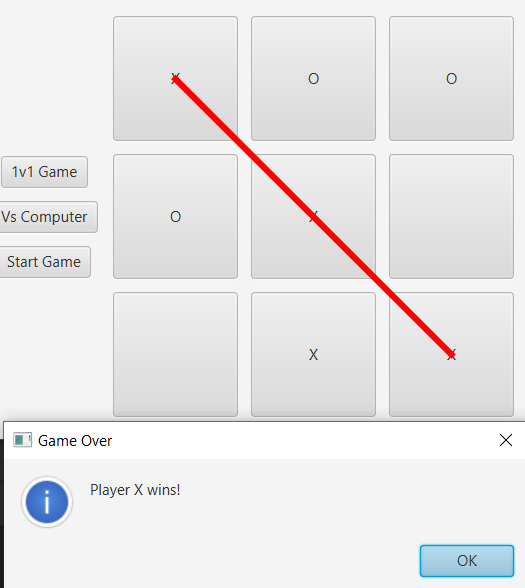 X O O
1v1 Game
Vs Computer
O X
Start Game
X X
Game Over
Player X wins!
OK